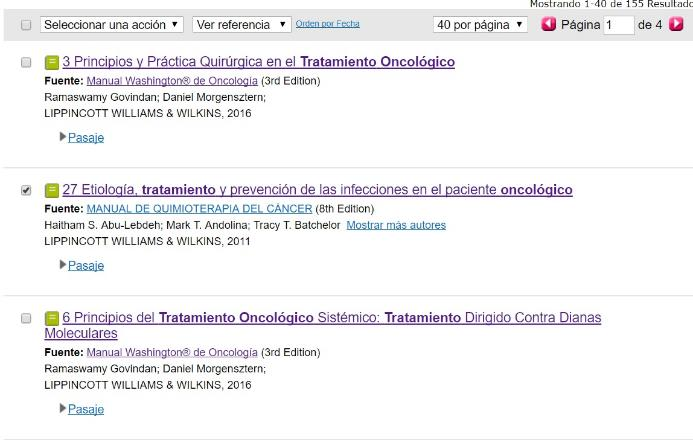 Mostrando 1-40 de 155 Resultado
Seleccionar una acción Ver referencia Orden por Fecha 40 por página Página 1 de 4
3 Principios y Práctica Quirúrgica en el Tratamiento Oncológico
Fuente: Manual Washington® de Oncología (3rd Edition)
Ramaswamy Govindan; Daniel Morgensztern;
LIPPINCOTT WILLIAMS & WILKINS, 2016
Pasaje
27 Etiología, tratamiento y prevención de las infecciones en el paciente oncológico
Fuente: MANUAL DE QUIMIOTERAPIA DEL CÁNCER (8th Edition)
Haitham S. Abu-Lebdeh; Mark T. Andolina; Tracy T. Batchelor Mostrar más autores
LIPPINCOTT WILLIAMS & WILKINS, 2011
Pasaje
6 Principios del Tratamiento Oncológico Sistémico: Tratamiento Dirigido Contra Dianas
Moleculares
Fuente: Manual Washington® de Oncología (3rd Edition)
Ramaswamy Govindan; Daniel Morgensztern;
LIPPINCOTT WILLIAMS & WILKINS, 2016
Pasaje